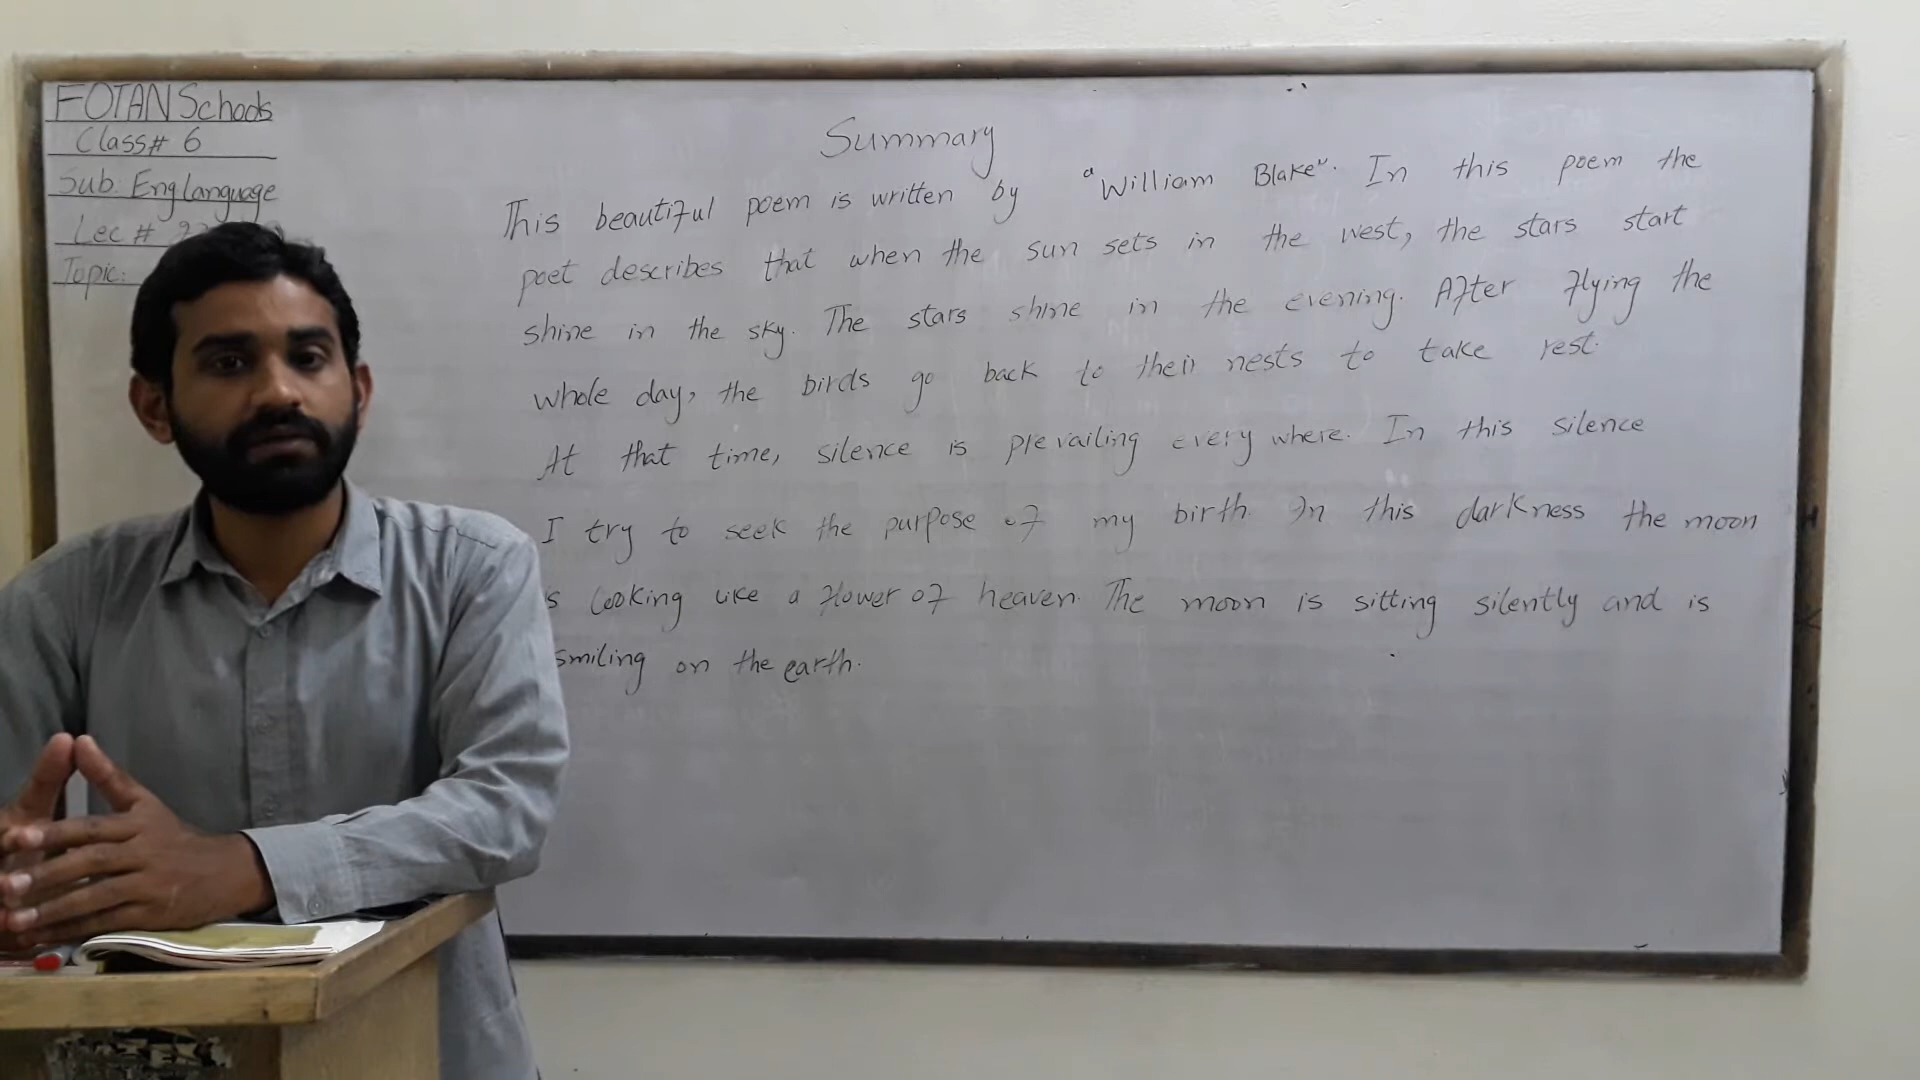 FOTAN Schools
Class# 6
Sub: Eng language
Lec #
Topic:
Summary
This beautiful poem is written by "William Blake". In this poem the
poet describes that when the sun sets in the west, the stars start
shine in the sky. The stars shine in the evening. After flying the
whole day, the birds go back to their nests to take rest.
At that time, silence is prevailing every where. In this silence
I try to seek the purpose of my birth. In this darkness the moon
is looking like a flower of heaven. The moon is sitting silently and is
smiling on the earth.